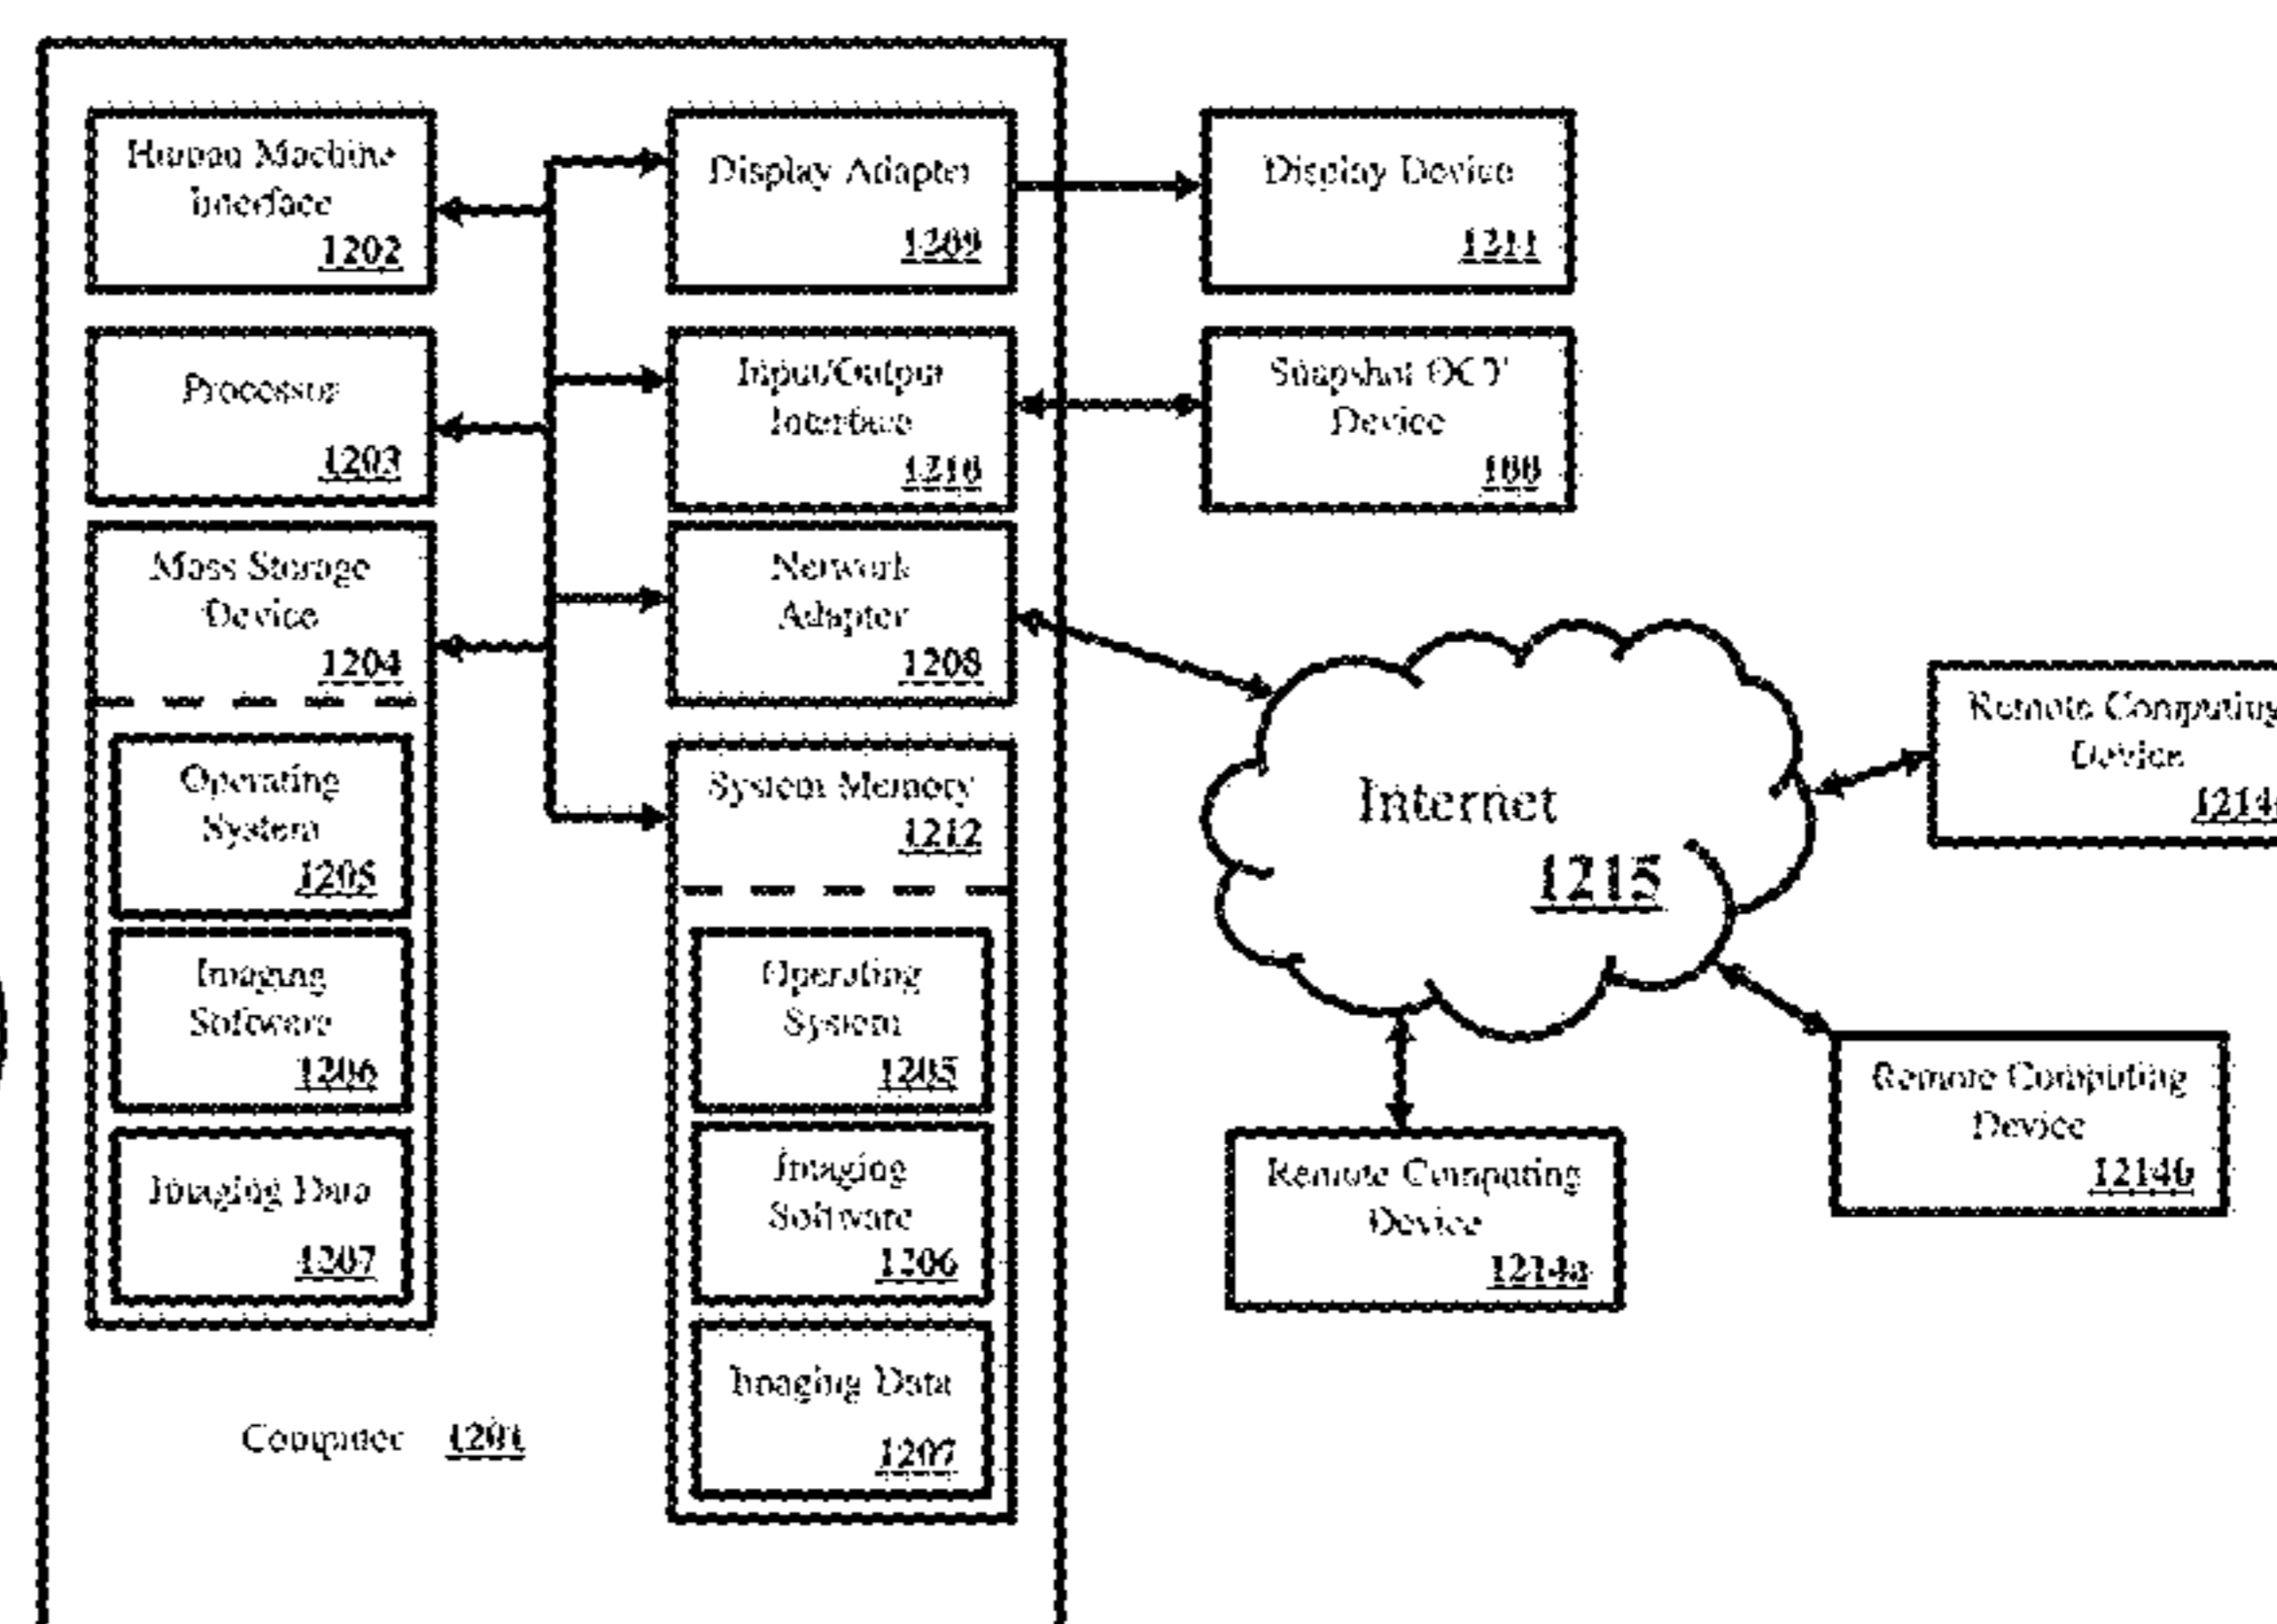 Human Machine
Interface
1202
Display Adapter
1209
Display Device
1211
Processor
1203
Input/Output
Interface
1210
Snapshot OCT
Device
100
Mass Storage
Device
1204
Network
Adapter
1208
Operating
System
1205
Imaging
Software
1206
Imaging Data
1207
System Memory
1212
Operating
System
1205
Imaging
Software
1206
Imaging Data
1207
Computer 1201
Internet
1215
Remote Computing
Device
Remote Computing
Device
1214b
Remote Computing
Device
1214a